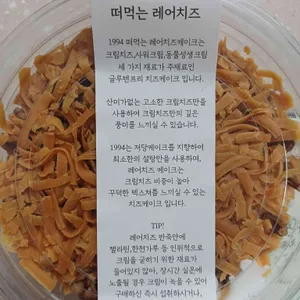 떠먹는 레어치즈
1994 떠먹는 레어치즈케이크는
크림치즈,사워크림,동물성생크림
세 가지 재료가 주재료인
글루텐프리 치즈케이크 입니다.
산미가없는 고소한 크림치즈만을
사용하여 크림치즈만의 깊은
풍미를 느끼실 수 있습니다.
1994는 저당케이크를 지향하여
최소한의 설탕만을 사용하며,
레어치즈 케이크는
크림치즈 비중이 높아
꾸덕한 텍스쳐를 느끼실 수 있는
치즈케이크 입니다.
TIP!
레어치즈 반죽안에
젤라틴,한천가루 등 인위적으로
크림을 굳히기 위한 재료가
들어있지 않아, 장시간 실온에
노출될 경우 크림이 녹을 수 있어
구매하신 즉시 섭취하시거나,